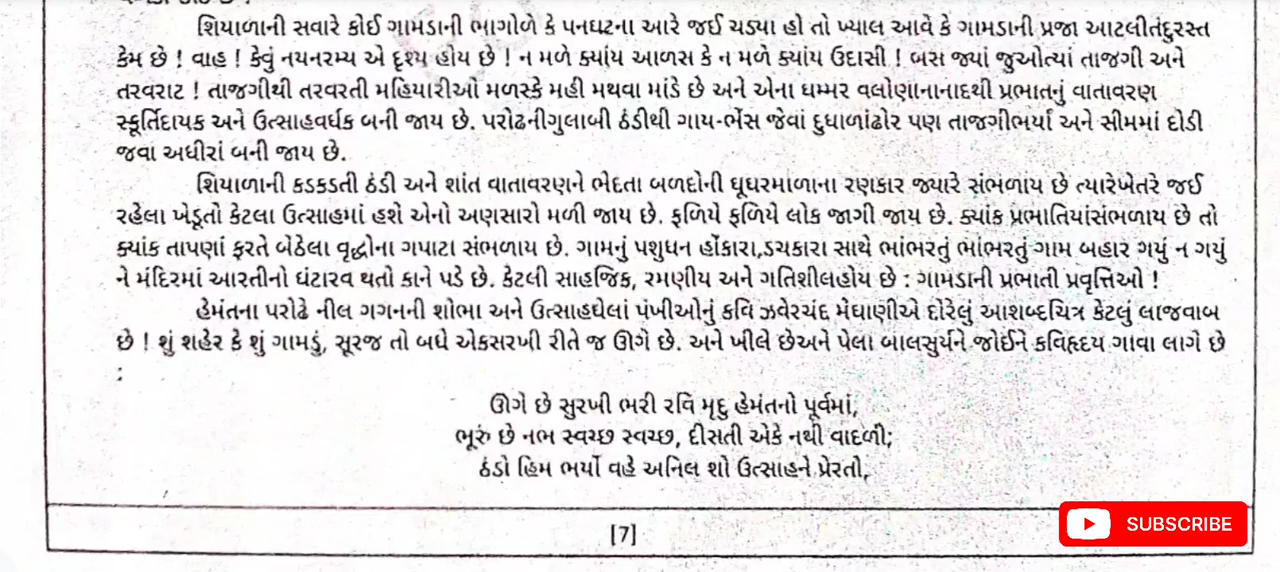 શિયાળાની સવારે કોઈ ગામડાની ભાગોળે કે પનઘટના આરે જઈ ચડ્યા હો તો ખ્યાલ આવે કે ગામડાની પ્રજા આટલીતંદુરસ્ત
કેમ છે ! વાહ ! કેવું નયનરમ્ય એ દૃશ્ય હોય છે ! ન મળે ક્યાંય આળસ કે ન મળે ક્યાંય ઉદાસી ! બસ જ્યાં જુઓત્યાં તાજગી અને
તરવરાટ ! તાજગીથી તરવરતી મહિયારીઓ મળસ્કે મહી મથવા માંડે છે અને એના ઘમ્મર વલોણાનાનાદથી પ્રભાતનું વાતાવરણ
સ્ફૂર્તિદાયક અને ઉત્સાહવર્ધક બની જાય છે. પરોઢનીગુલાબી ઠંડીથી ગાય-ભેંસ જેવાં દુધાળાંઢોર પણ તાજગીભર્યાં અને સીમમાં દોડી
જવા અધીરાં બની જાય છે.
શિયાળાની કડકડતી ઠંડી અને શાંત વાતાવરણને ભેદતા બળદોની ઘૂઘરમાળાના રણકાર જ્યારે સંભળાય છે ત્યારેખેતરે જઈ
રહેલા ખેડૂતો કેટલા ઉત્સાહમાં હશે એનો અણસારો મળી જાય છે. ફળિયે ફળિયે લોક જાગી જાય છે. ક્યાંક પ્રભાતિયાંસંભળાય છે તો
ક્યાંક તાપણાં ફરતે બેઠેલા વૃદ્ધોના ગપાટા સંભળાય છે. ગામનું પશુધન હોંકારા,ડચકારા સાથે ભાંભરતું ભાંભરતું ગામ બહાર ગયું ન ગયું
ને મંદિરમાં આરતીનો ઘંટારવ થતો કાને પડે છે. કેટલી સાહજિક, રમણીય અને ગતિશીલહોય છે : ગામડાની પ્રભાતી પ્રવૃત્તિઓ !
હેમંતના પરોઢે નીલ ગગનની શોભા અને ઉત્સાહઘેલાં પંખીઓનું કવિ ઝવેરચંદ મેઘાણીએ દોરેલું આશબ્દચિત્ર કેટલું લાજવાબ
છે ! શું શહેર કે શું ગામડું, સૂરજ તો બધે એકસરખી રીતે જ ઊગે છે. અને ખીલે છેઅને પેલા બાલસુર્યને જોઈને કવિહૃદય ગાવા લાગે છે
:
ઊગે છે સુરખી ભરી રવિ મૃદુ હેમંતનો પૂર્વમાં,
ભૂરું છે નભ સ્વચ્છ સ્વચ્છ, દીસતી એકે નથી વાદળી;
ઠંડો હિમ ભર્યો વહે અનિલ શો ઉત્સાહને પ્રેરતો,
[7]
SUBSCRIBE